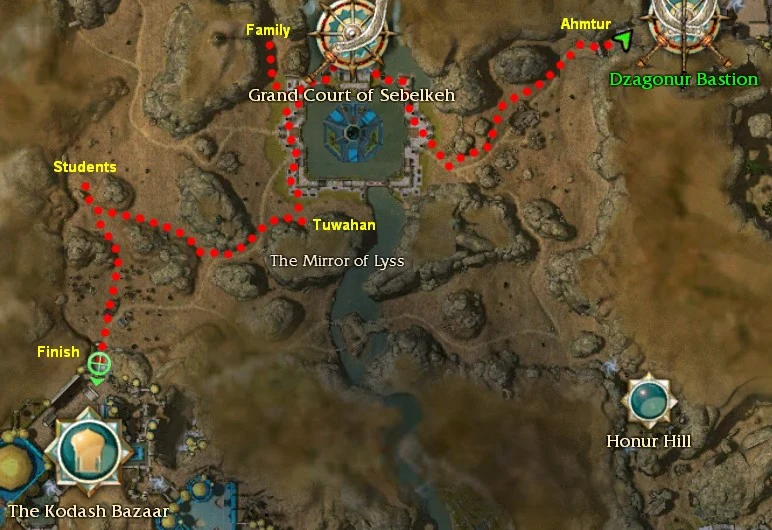 Family
Ahmtur
Dzagonur Bastion
Grand Court of Sebelkeh
Students
Tuwahan
The Mirror of Lyss
Finish
Honur Hill
The Kodash Bazaar